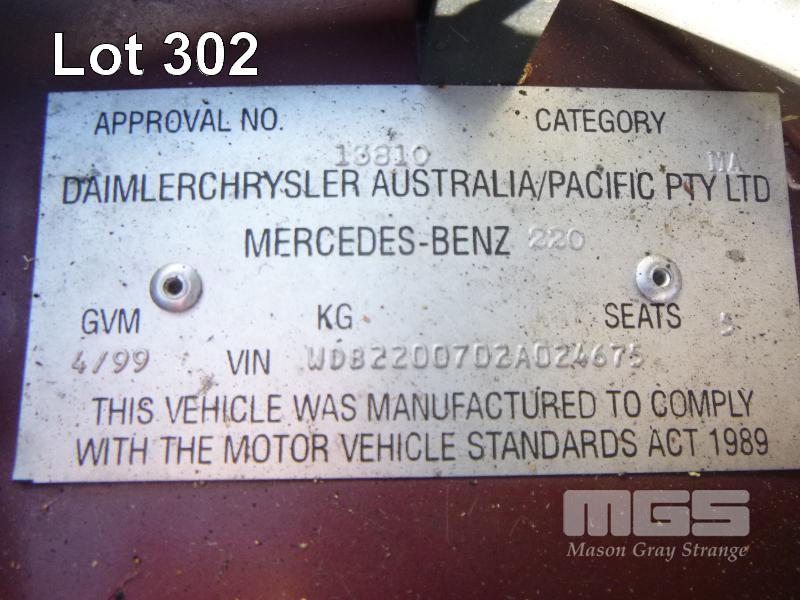 Lot 302
APPROVAL NO. CATEGORY
13810 MA
DAIMLERCHRYSLER AUSTRALIA/PACIFIC PTY LTD
MERCEDES-BENZ 220
GVM KG SEATS 5
4/99 VIN WDB2200702A024675
THIS VEHICLE WAS MANUFACTURED TO COMPLY
WITH THE MOTOR VEHICLE STANDARDS ACT 1989
MGS
Mason Gray Strange